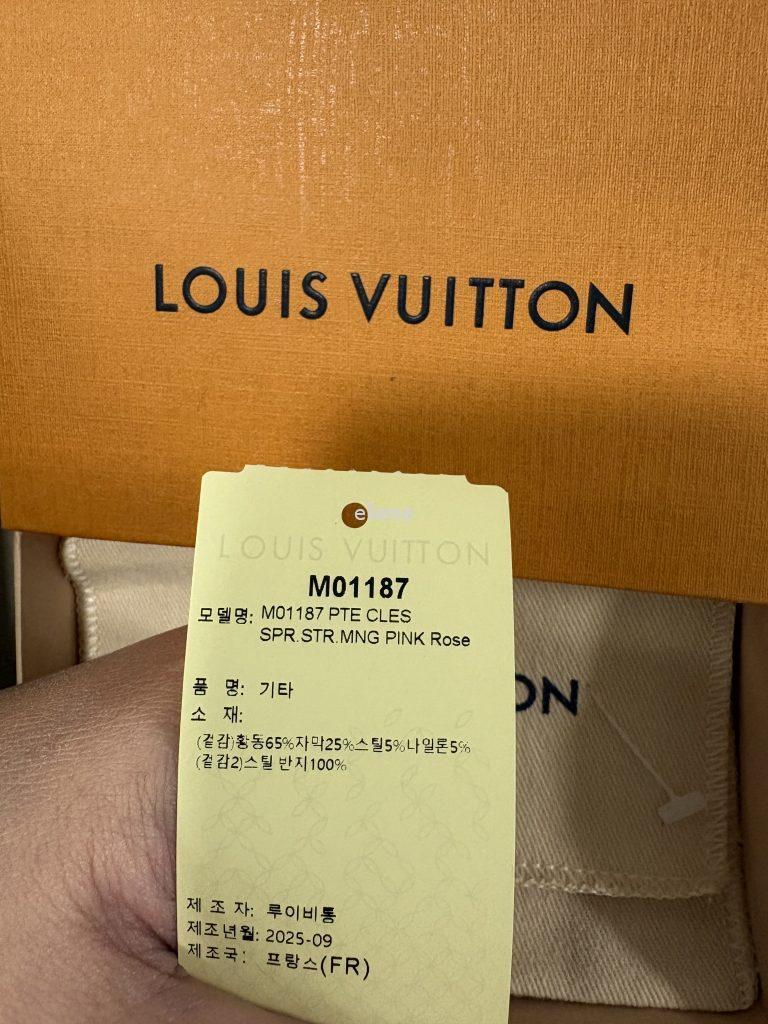 LOUIS VUITTON
LOUIS VUITTON
M01187
모델명: M01187 PTE CLES
SPR.STR.MNG PINK Rose
품 명: 기타
소 재:
(겉감)황동65%자막25%스틸5%나일론5%
(겉감2)스틸 반지100%
제 조 자: 루이비통
제조년월: 2025-09
제조국: 프랑스(FR)
ON